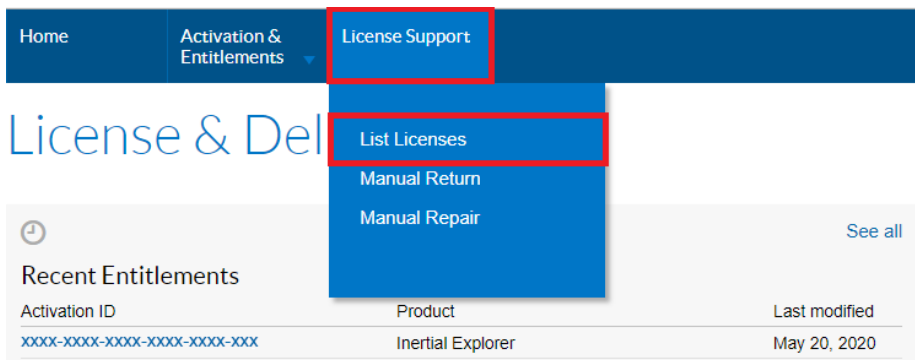 Home
Activation &
Entitlements
License Support
List Licenses
Manual Return
Manual Repair
License & Del
See all
Recent Entitlements
Activation ID Product Last modified
XXXX-XXXX-XXXX-XXXX-XXXX-XXX Inertial Explorer May 20, 2020